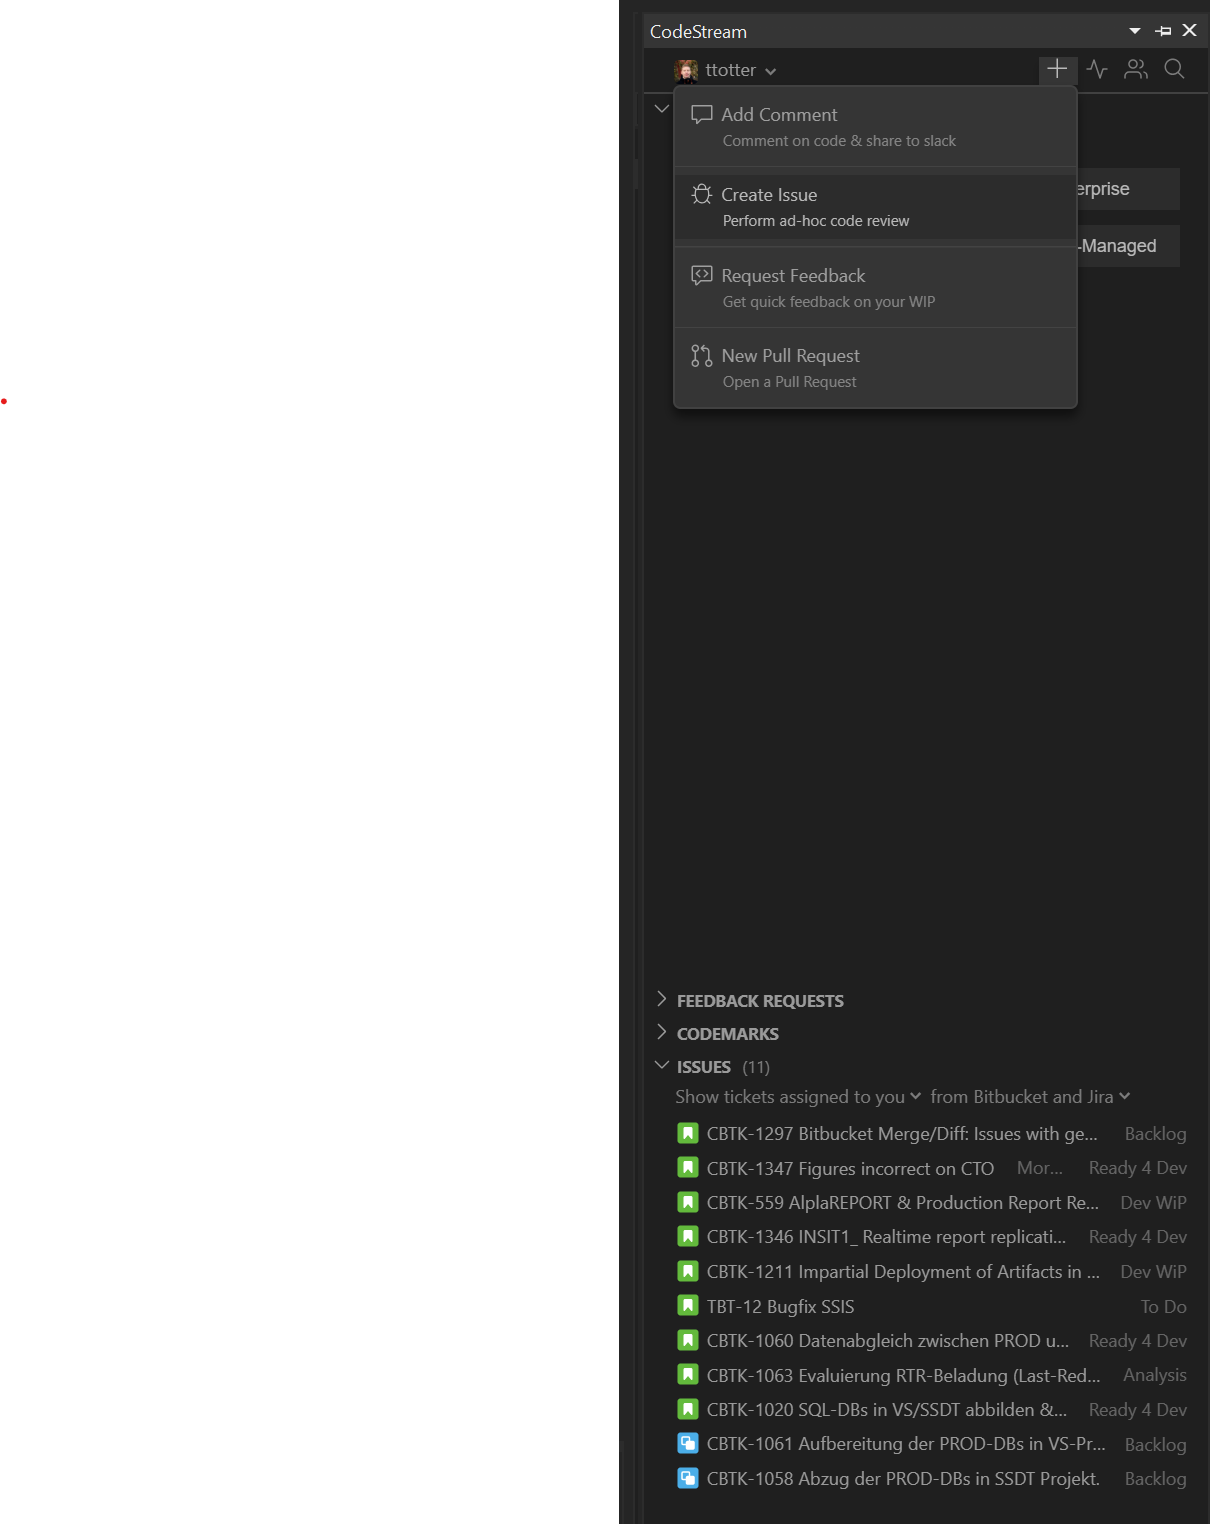 CodeStream
ttotter
Add Comment
Comment on code & share to slack
Create Issue
Perform ad-hoc code review
erprise
-Managed
Request Feedback
Get quick feedback on your WIP
New Pull Request
Open a Pull Request
FEEDBACK REQUESTS
CODEMARKS
ISSUES (11)
Show tickets assigned to you from Bitbucket and Jira
CBTK-1297 Bitbucket Merge/Diff: Issues with ge... Backlog
CBTK-1347 Figures incorrect on CTO Mor... Ready 4 Dev
CBTK-559 AlplaREPORT & Production Report Re... Dev WiP
CBTK-1346 INSIT1_ Realtime report replicati... Ready 4 Dev
CBTK-1211 Impartial Deployment of Artifacts in ... Dev WiP
TBT-12 Bugfix SSIS To Do
CBTK-1060 Datenabgleich zwischen PROD u... Ready 4 Dev
CBTK-1063 Evaluierung RTR-Beladung (Last-Red... Analysis
CBTK-1020 SQL-DBs in VS/SSDT abbilden &... Ready 4 Dev
CBTK-1061 Aufbereitung der PROD-DBs in VS-Pr... Backlog
CBTK-1058 Abzug der PROD-DBs in SSDT Projekt. Backlog